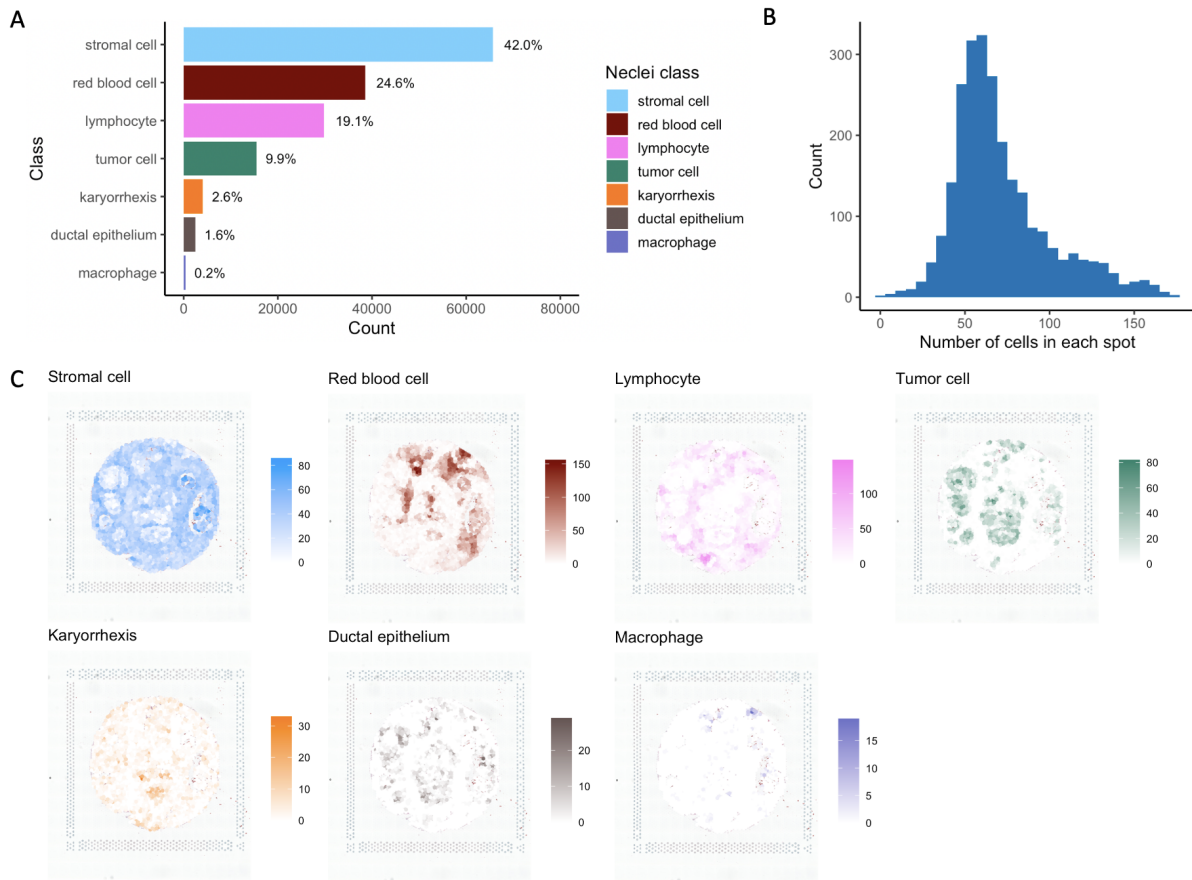 A
Class
stromal cell
42.0%
red blood cell
24.6%
lymphocyte
19.1%
tumor cell
9.9%
karyorrhexis
2.6%
ductal epithelium
1.6%
macrophage
0.2%
0 20000 40000 60000 80000
Count
Neclei class
stromal cell
red blood cell
lymphocyte
tumor cell
karyorrhexis
ductal epithelium
macrophage
B
Count
300
200
100
0
0 50 100 150
Number of cells in each spot
C
Stromal cell
80
60
40
20
0
Red blood cell
150
100
50
0
Lymphocyte
100
50
0
Tumor cell
80
60
40
20
0
Karyorrhexis
30
20
10
0
Ductal epithelium
20
10
0
Macrophage
15
10
5
0